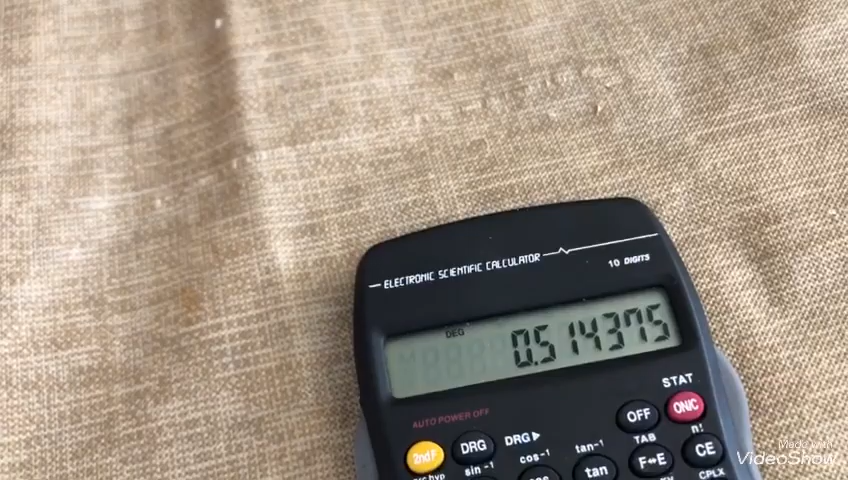 ELECTRONIC SCIENTIFIC CALCULATOR
10 DIGITS
DEG
0.514375
STAT
AUTO POWER OFF
OFF
ON/C
2ndF
DRG
DRG▶
TAB
n!
sin⁻¹
cos⁻¹
tan⁻¹
tan
F↔E
CE
CPLX
Made with
VideoShow